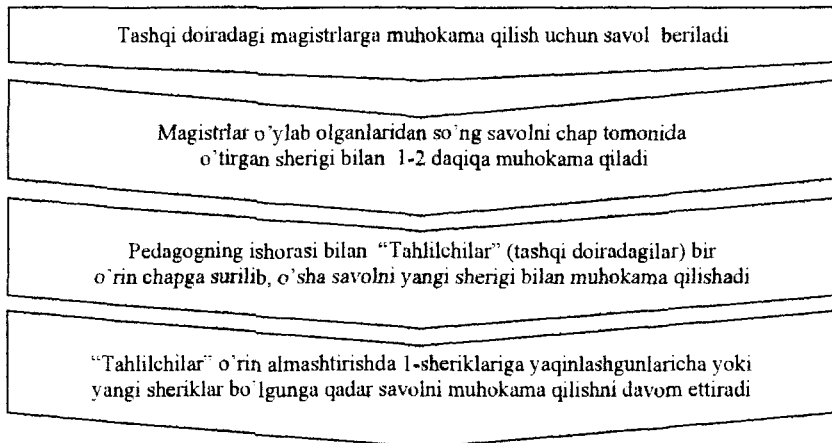 Tashqi doiradagi magistrlarga muhokama qilish uchun savol beriladi
Magistrlar o'ylab olganlaridan so'ng savolni chap tomonida
o'tirgan sherigi bilan 1-2 daqiqa muhokama qiladi
Pedagogning ishorasi bilan “Tahlilchilar” (tashqi doiradagilar) bir
o'rin chapga surilib, o'sha savolni yangi sherigi bilan muhokama qilishadi
“Tahlilchilar” o'rin almashtirishda 1-sheriklariga yaqinlashgunlaricha yoki
yangi sheriklar bo'lgunga qadar savolni muhokama qilishni davom ettiradi